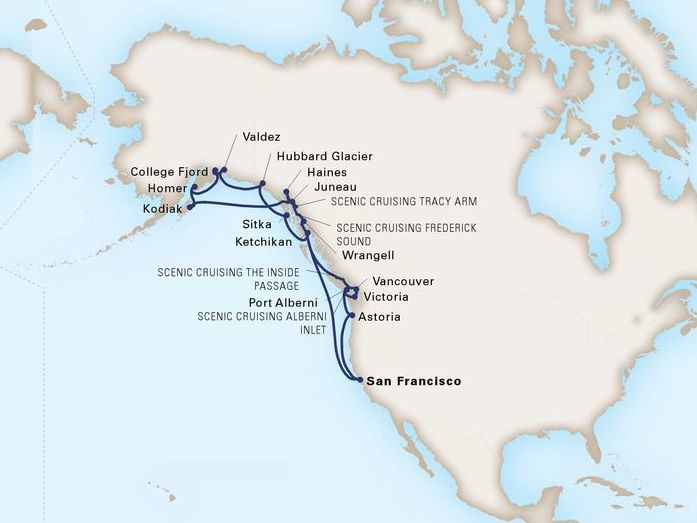 Valdez
Hubbard Glacier
College Fjord
Haines
Homer
Juneau
SCENIC CRUISING TRACY ARM
Kodiak
Sitka
SCENIC CRUISING FREDERICK
SOUND
Ketchikan
Wrangell
SCENIC CRUISING THE INSIDE
PASSAGE
Vancouver
Victoria
Port Alberni
SCENIC CRUISING ALBERNI
INLET
Astoria
San Francisco